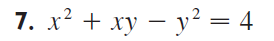 7. x² + xy − y² = 4